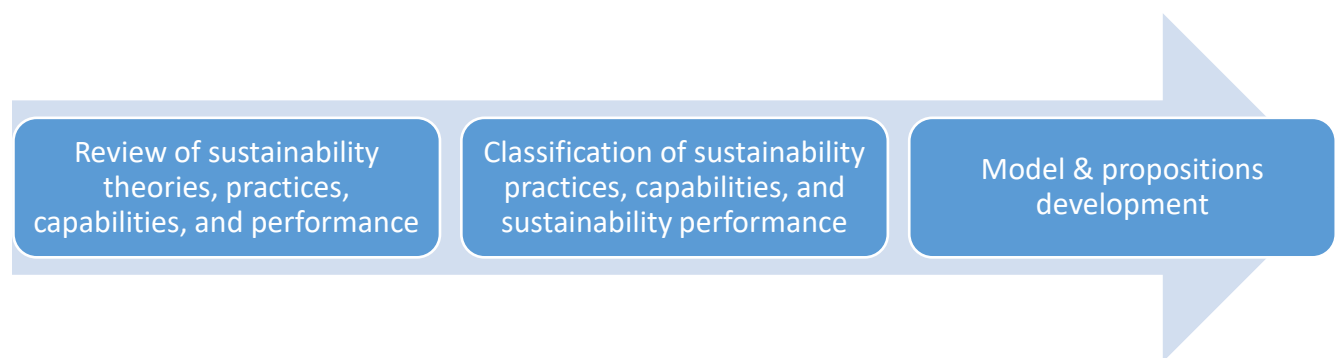 Review of sustainability
theories, practices,
capabilities, and performance
Classification of sustainability
practices, capabilities, and
sustainability performance
Model & propositions
development